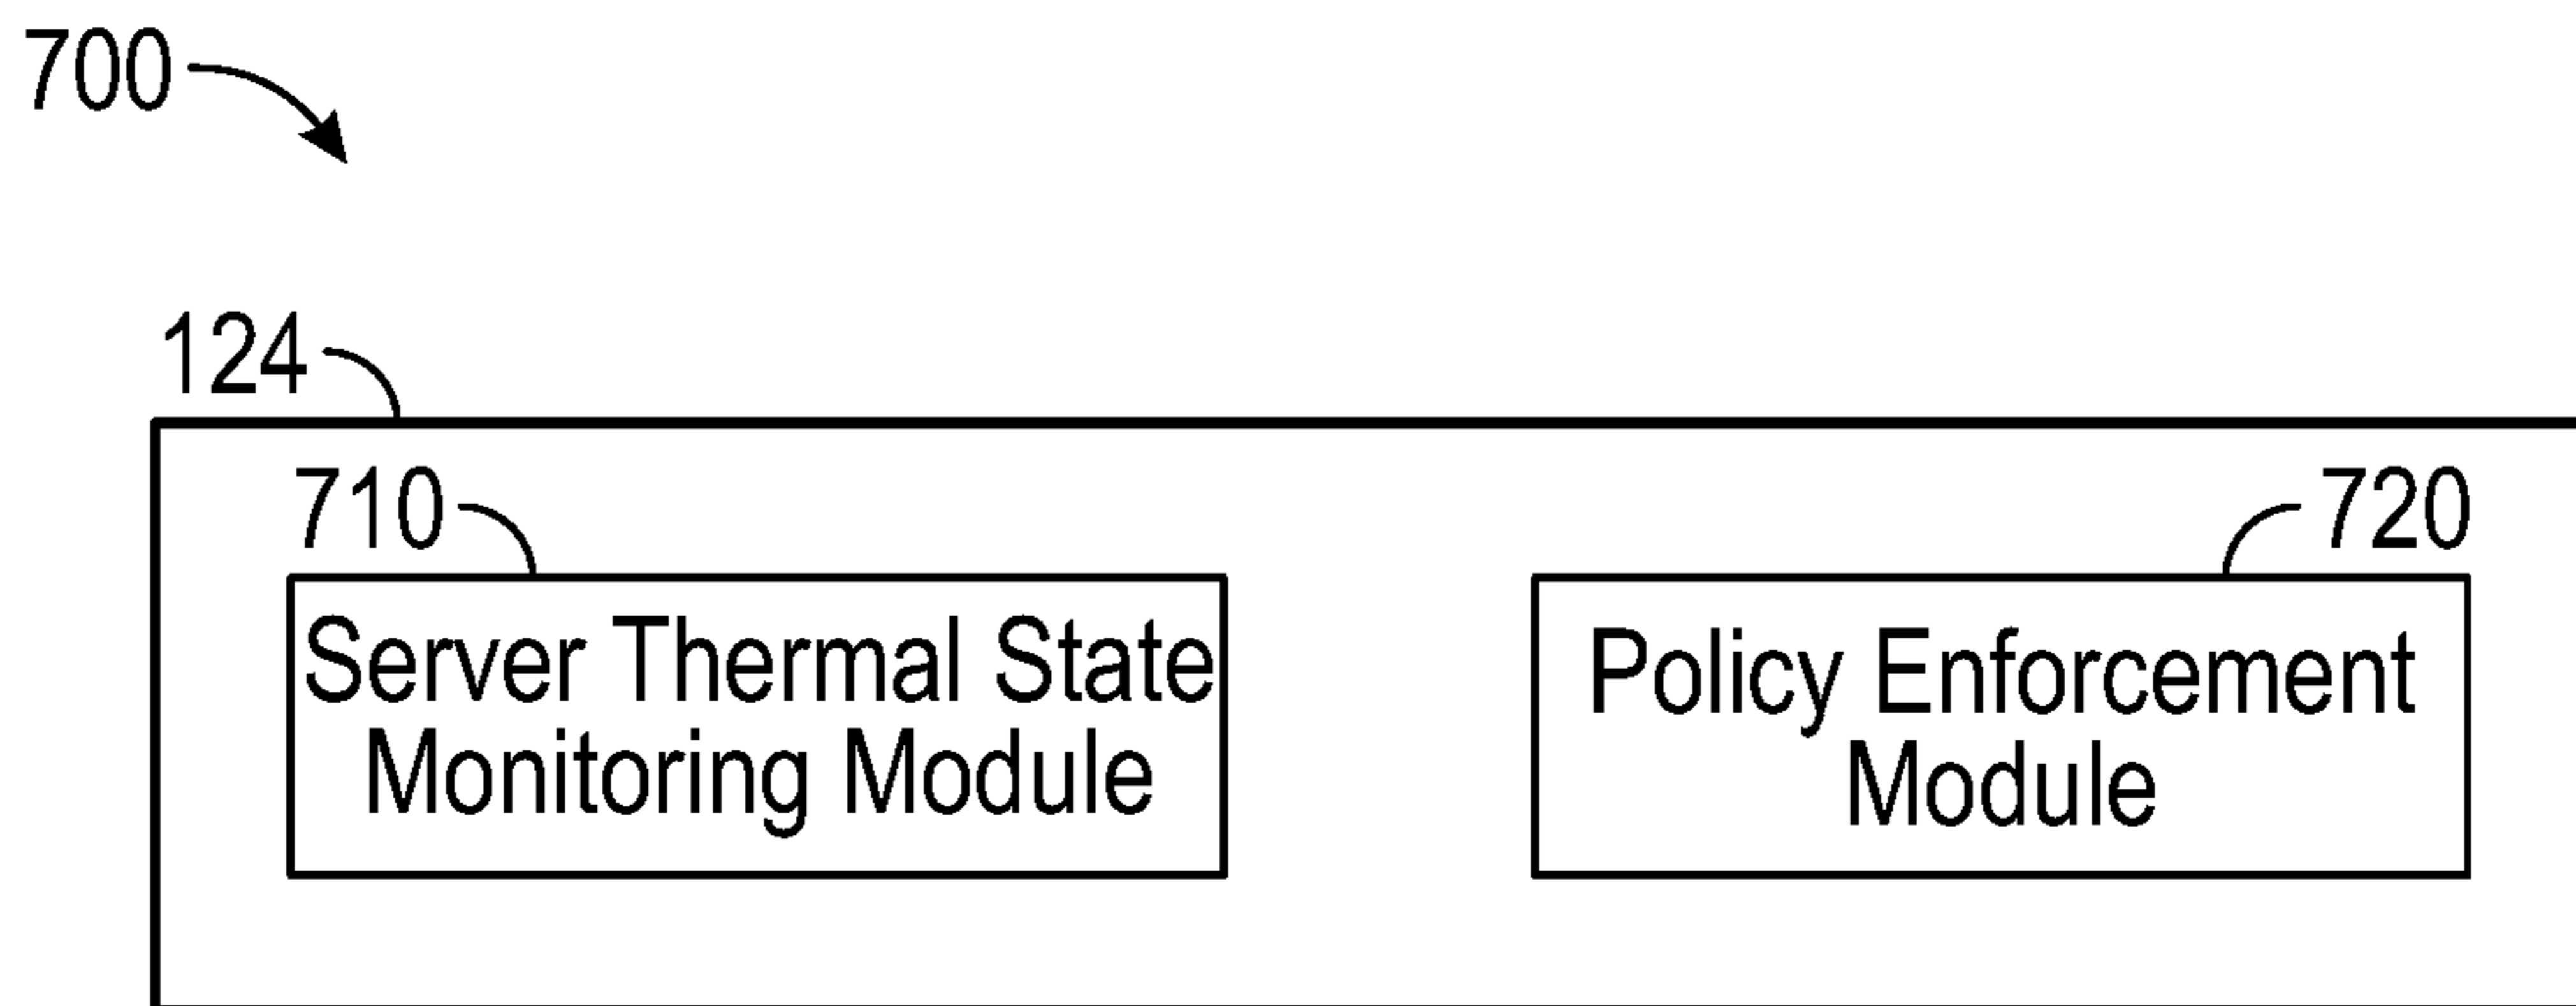 700
124
710
720
Server Thermal State
Monitoring Module
Policy Enforcement
Module